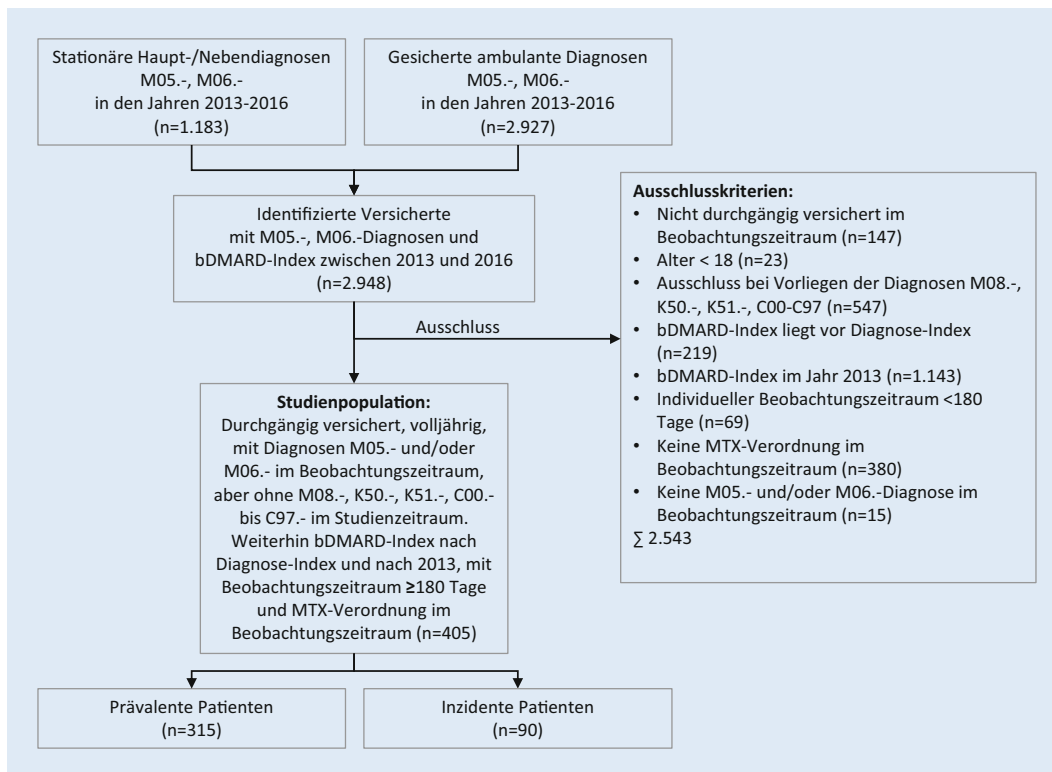 Stationäre Haupt-/Nebendiagnosen
M05.-, M06.-
in den Jahren 2013-2016
(n=1.183)
Gesicherte ambulante Diagnosen
M05.-, M06.-
in den Jahren 2013-2016
(n=2.927)
Identifizierte Versicherte
mit M05.-, M06.-Diagnosen und
bDMARD-Index zwischen 2013 und 2016
(n=2.948)
Ausschluss
Ausschlusskriterien:
• Nicht durchgängig versichert im
Beobachtungszeitraum (n=147)
• Alter < 18 (n=23)
• Ausschluss bei Vorliegen der Diagnosen M08.-,
K50.-, K51.-, C00-C97 (n=547)
• bDMARD-Index liegt vor Diagnose-Index
(n=219)
• bDMARD-Index im Jahr 2013 (n=1.143)
• Individueller Beobachtungszeitraum <180
Tage (n=69)
• Keine MTX-Verordnung im
Beobachtungszeitraum (n=380)
• Keine M05.- und/oder M06.-Diagnose im
Beobachtungszeitraum (n=15)
∑ 2.543
Studienpopulation:
Durchgängig versichert, volljährig,
mit Diagnosen M05.- und/oder
M06.- im Beobachtungszeitraum,
aber ohne M08.-, K50.-, K51.-, C00.-
bis C97.- im Studienzeitraum.
Weiterhin bDMARD-Index nach
Diagnose-Index und nach 2013, mit
Beobachtungszeitraum ≥180 Tage
und MTX-Verordnung im
Beobachtungszeitraum (n=405)
Prävalente Patienten
(n=315)
Inzidente Patienten
(n=90)